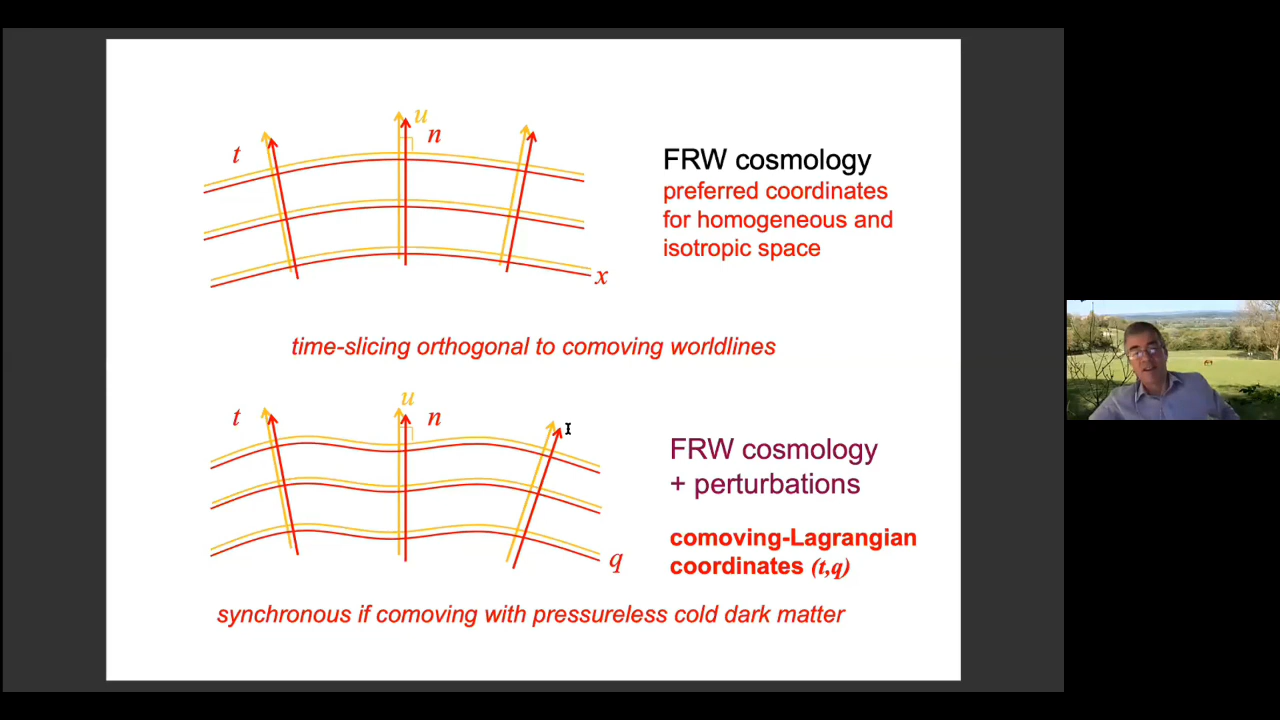 u
n
t
FRW cosmology
preferred coordinates
for homogeneous and
isotropic space
x
time-slicing orthogonal to comoving worldlines
u
t
n
FRW cosmology
+ perturbations
comoving-Lagrangian
coordinates (t,q)
q
synchronous if comoving with pressureless cold dark matter